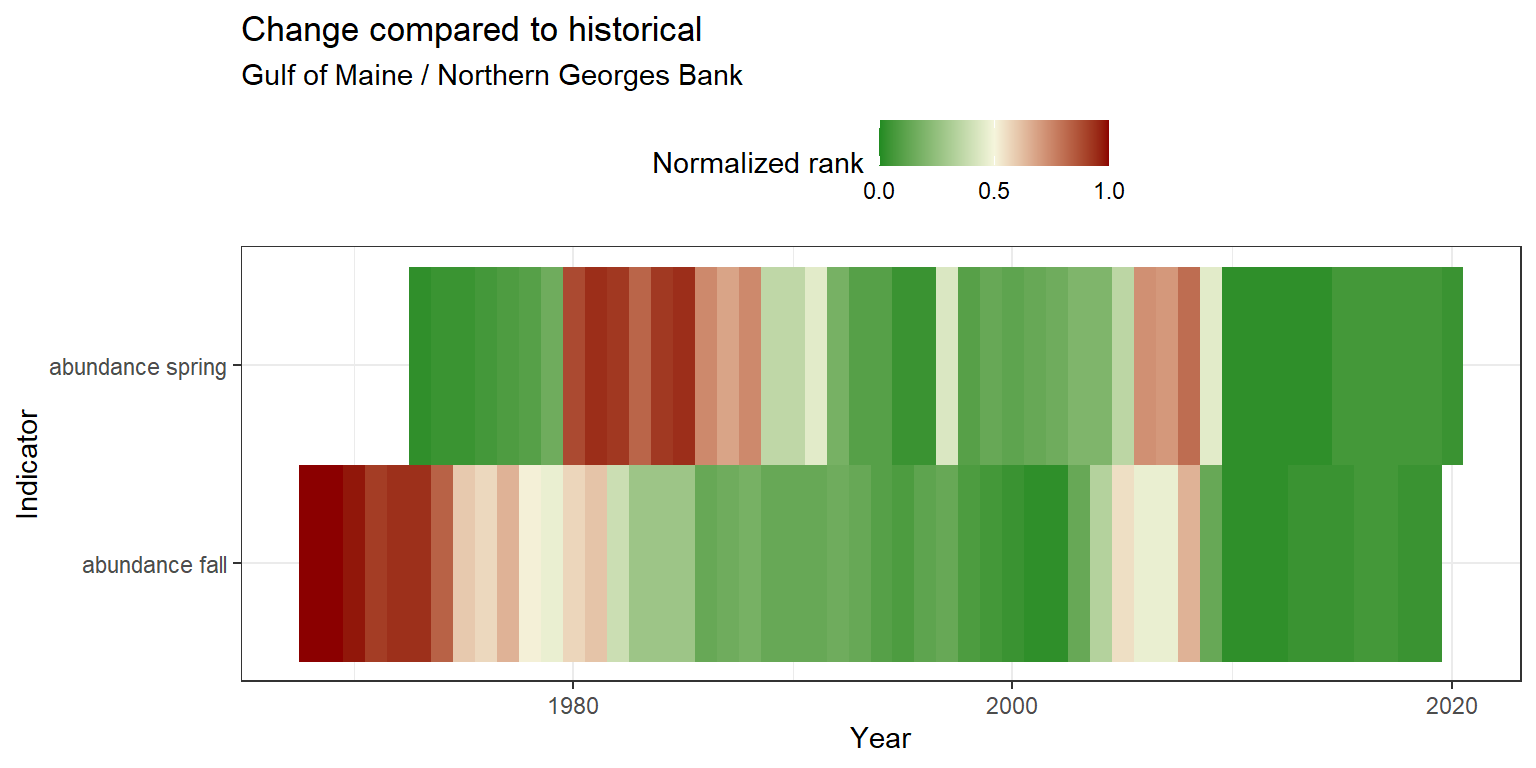 Change compared to historical
Gulf of Maine / Northern Georges Bank
Normalized rank
0.0 0.5 1.0
abundance spring
abundance fall
Indicator
1980 2000 2020
Year